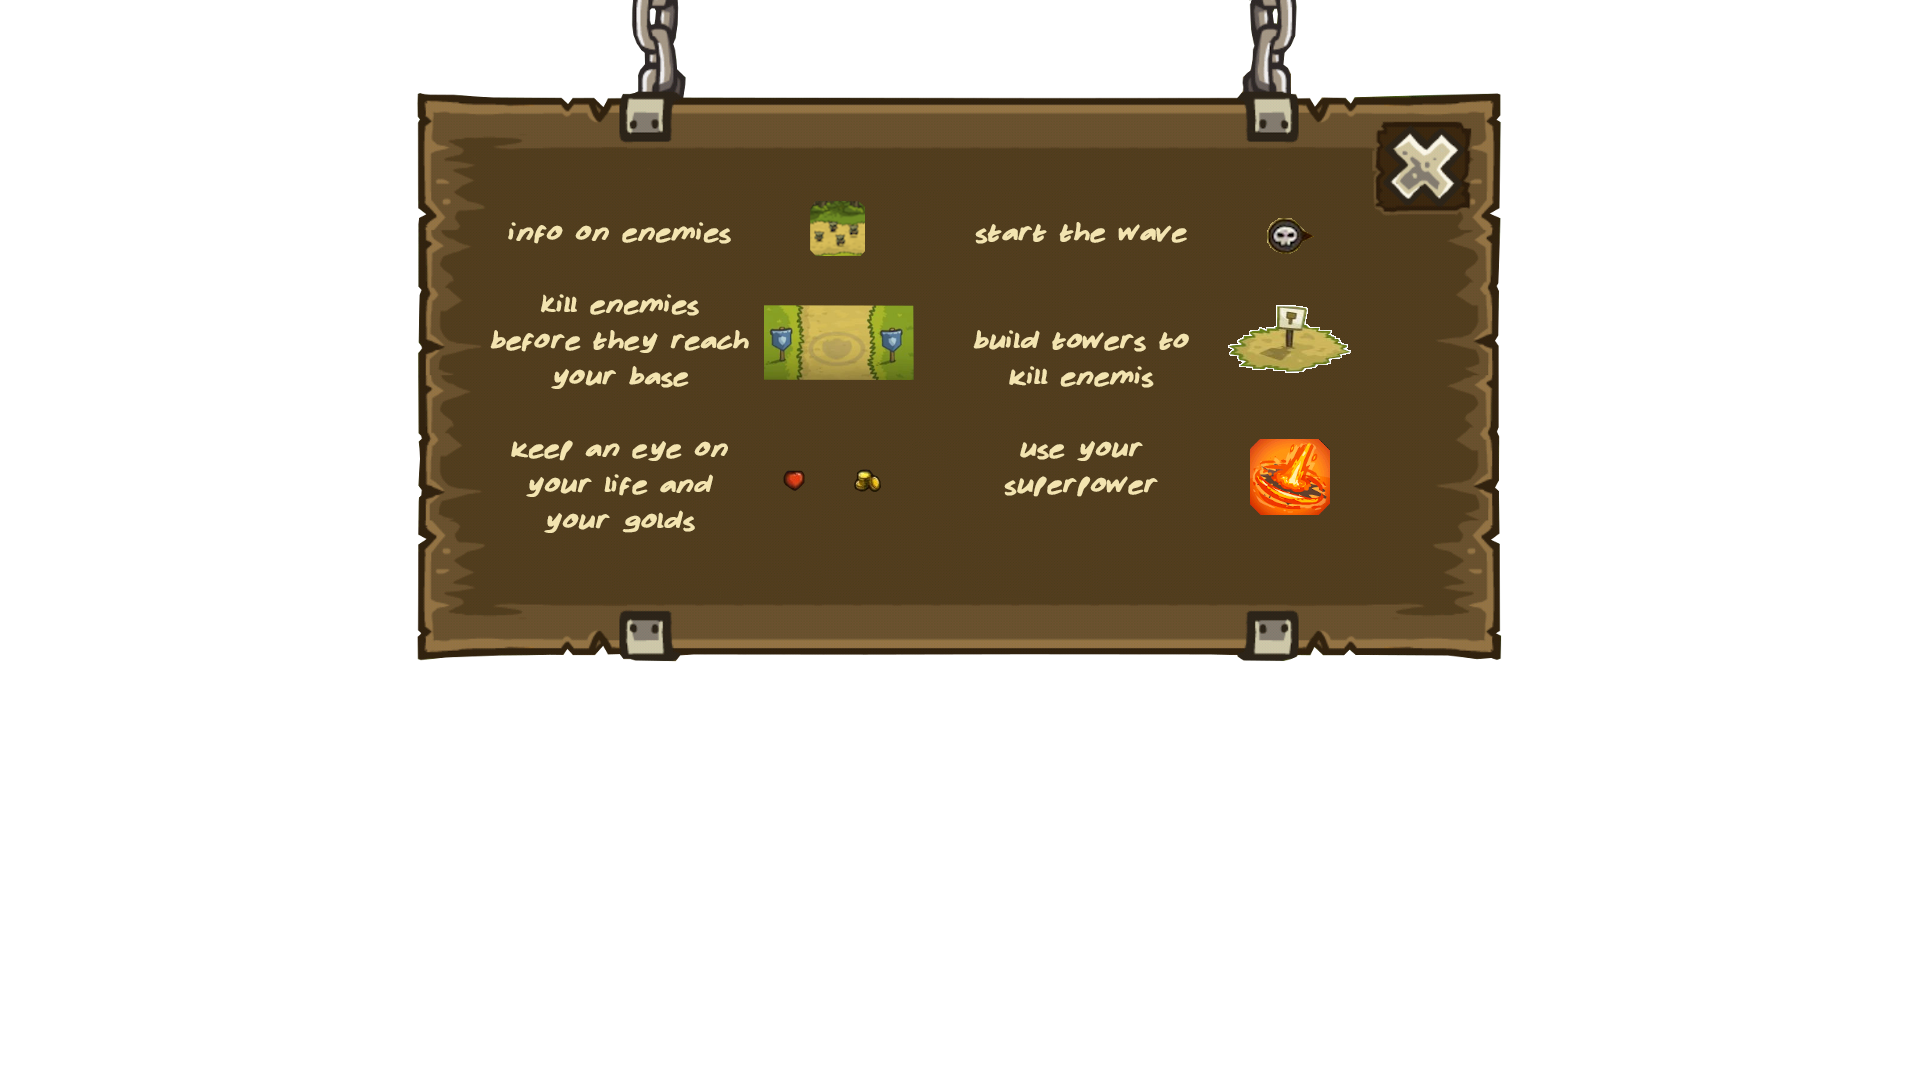 info on enemies
start the wave
kill enemies
before they reach
your base
build towers to
kill enemis
keep an eye on
your life and
your golds
use your
superpower